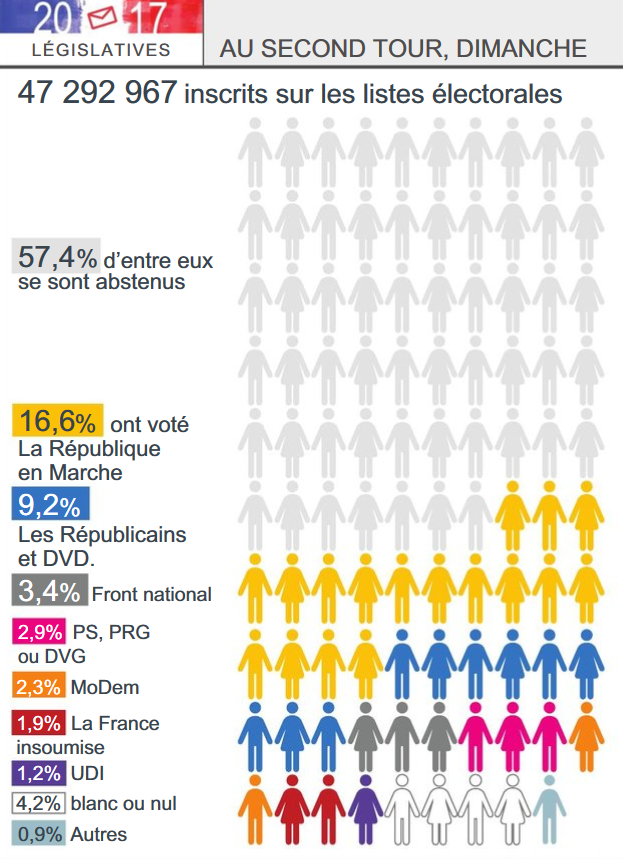 20 17
LÉGISLATIVES
AU SECOND TOUR, DIMANCHE
47 292 967 inscrits sur les listes électorales
57,4% d'entre eux
se sont abstenus
16,6% ont voté
La République
en Marche
9,2%
Les Républicains
et DVD.
3,4% Front national
2,9% PS, PRG
ou DVG
2,3% MoDem
1,9% La France
insoumise
1,2% UDI
4,2% blanc ou nul
0,9% Autres